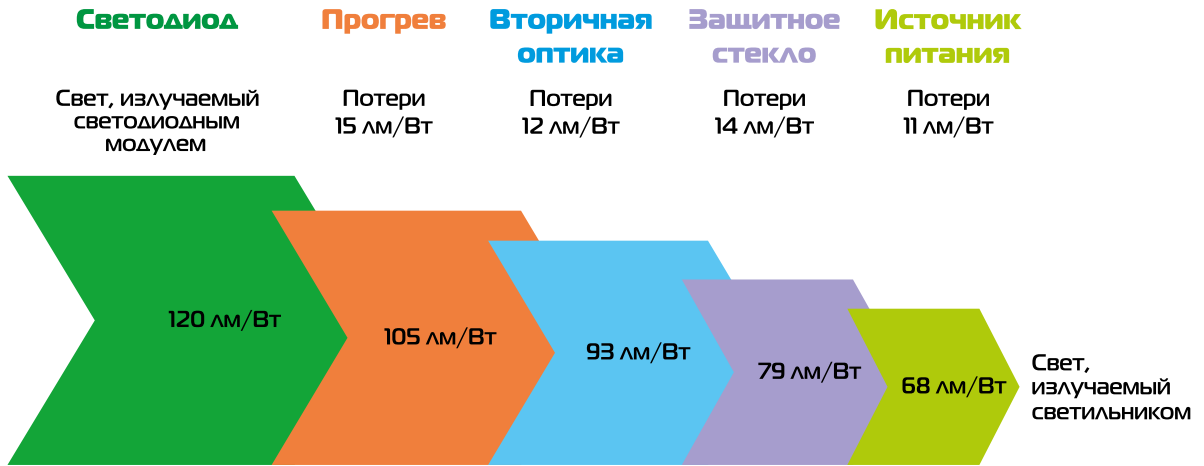 Светодиод
Прогрев
Вторичная
оптика
Защитное
стекло
Источник
питания
Свет, излучаемый
светодиодным
модулем
Потери
15 лм/Вт
Потери
12 лм/Вт
Потери
14 лм/Вт
Потери
11 лм/Вт
120 лм/Вт
105 лм/Вт
93 лм/Вт
79 лм/Вт
68 лм/Вт
Свет,
излучаемый
светильником